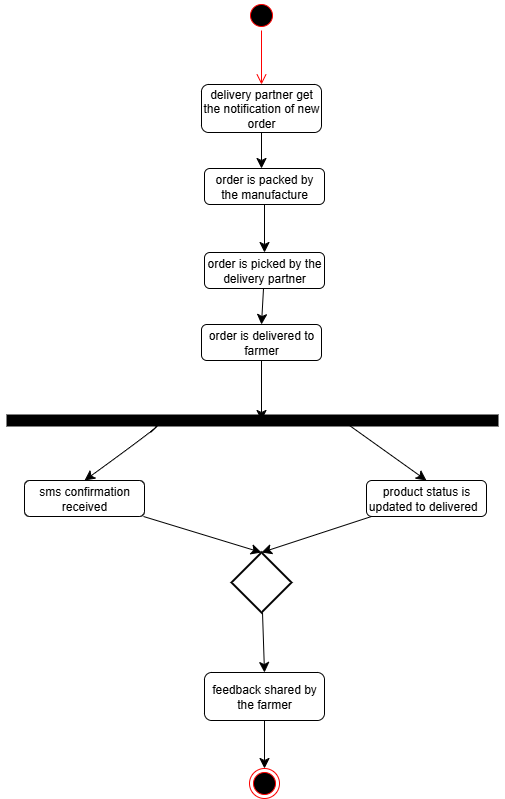 delivery partner get
the notification of new
order
order is packed by
the manufacture
order is picked by the
delivery partner
order is delivered to
farmer
sms confirmation
received
product status is
updated to delivered
feedback shared by
the farmer